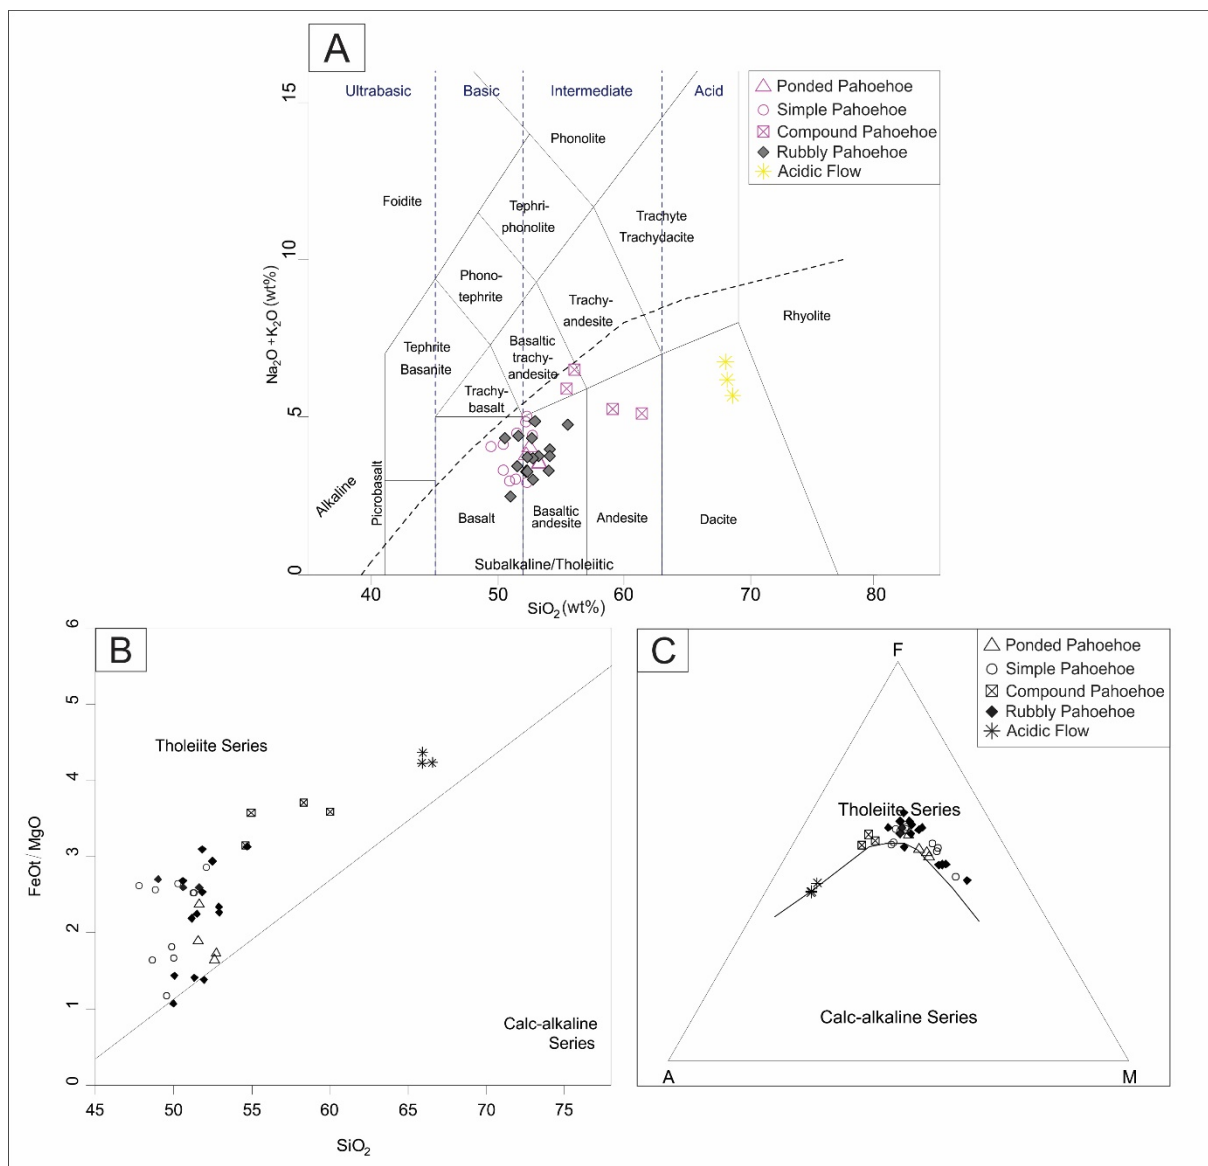 A
Ultrabasic
Basic
Intermediate
Acid
Ponded Pahoehoe
Simple Pahoehoe
Compound Pahoehoe
Rubbly Pahoehoe
Acidic Flow
Phonolite
Foidite
Tephri-
phonolite
Trachyte
Trachydacite
Phono-
tephrite
Trachy-
andesite
Rhyolite
Tephrite
Basanite
Basaltic
trachy-
andesite
Trachy-
basalt
Alkaline
Picrobasalt
Basalt
Basaltic
andesite
Andesite
Dacite
Subalkaline/Tholeiitic
Na₂O + K₂O (wt%)
15
10
5
0
40
50
60
70
80
SiO₂ (wt%)
B
6
5
4
3
2
1
0
FeOt / MgO
Tholeiite Series
Calc-alkaline
Series
45
50
55
60
65
70
75
SiO₂
C
F
Ponded Pahoehoe
Simple Pahoehoe
Compound Pahoehoe
Rubbly Pahoehoe
Acidic Flow
Tholeiite Series
Calc-alkaline Series
A
M